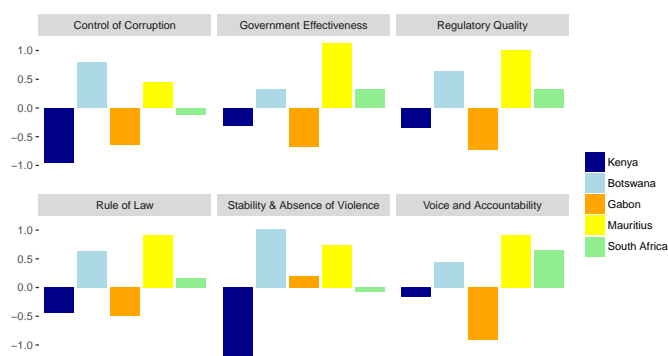 Control of Corruption
Government Effectiveness
Regulatory Quality
1.0
0.5
0.0
−0.5
−1.0
Rule of Law
Stability & Absence of Violence
Voice and Accountability
1.0
0.5
0.0
−0.5
−1.0
Kenya
Botswana
Gabon
Mauritius
South Africa